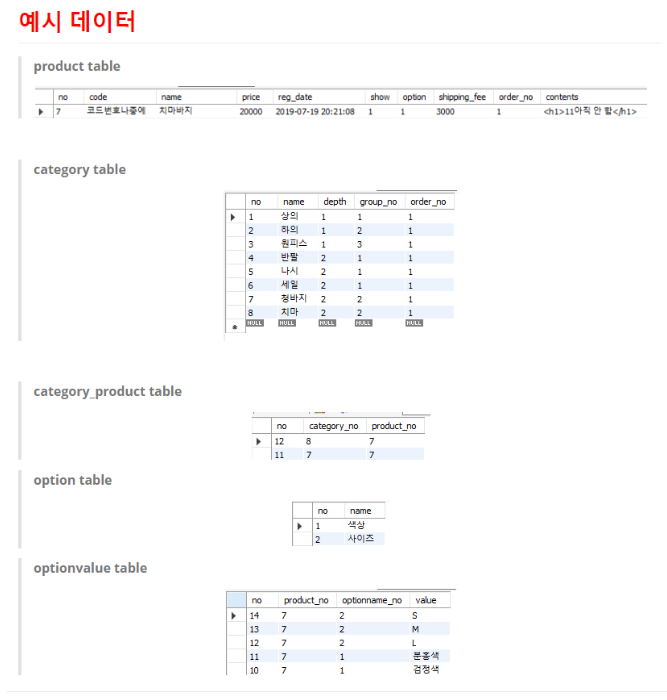 예시 데이터
product table
no code name price reg_date show option shipping_fee order_no contents
7 코드번호나중에 치마바지 20000 2019-07-19 20:21:08 1 1 3000 1 <h1>11아직 안 함</h1>
category table
no name depth group_no order_no
1 상의 1 1 1
2 하의 1 2 1
3 원피스 1 3 1
4 반팔 2 1 1
5 나시 2 1 1
6 세일 2 1 1
7 청바지 2 2 1
8 치마 2 2 1
NULL NULL NULL NULL NULL
category_product table
no category_no product_no
12 8 7
11 7 7
option table
no name
1 색상
2 사이즈
optionvalue table
no product_no optionname_no value
14 7 2 S
13 7 2 M
12 7 2 L
11 7 1 분홍색
10 7 1 검정색